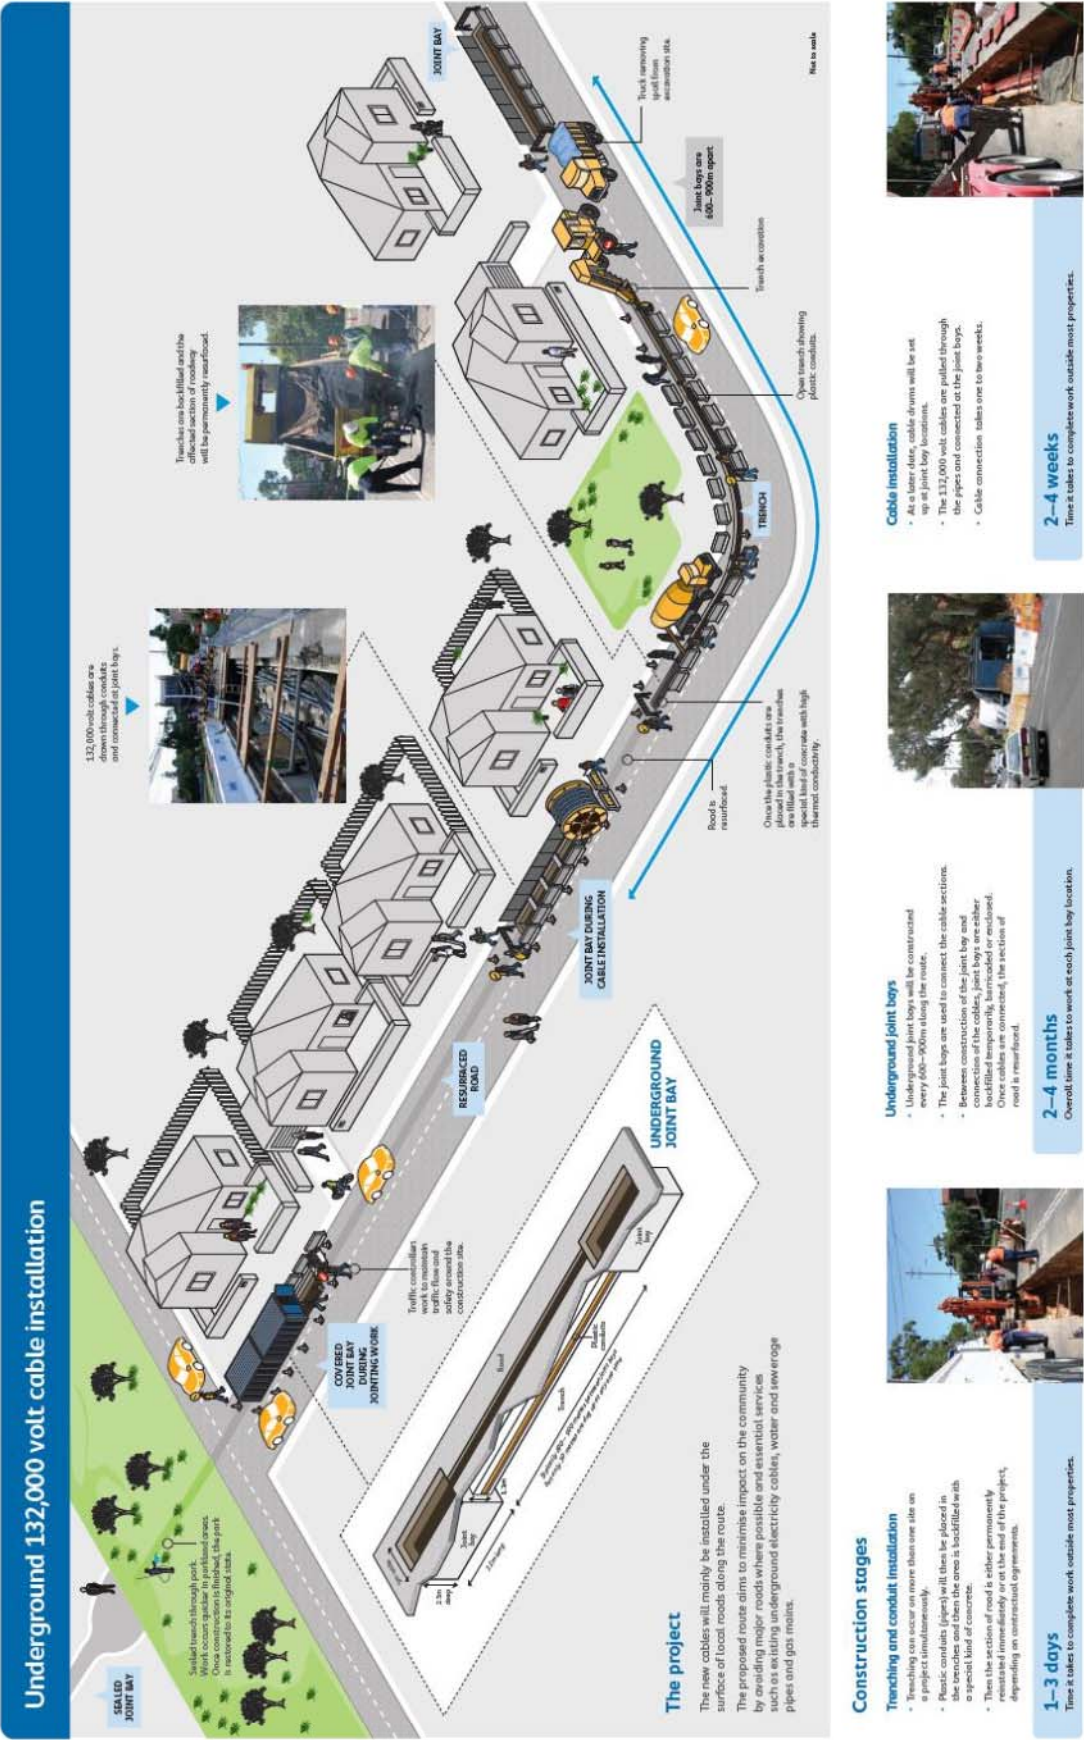 Underground 132,000 volt cable installation
132,000 volt cables are
drawn through conduits
and connected at joint bays.
Trenches are backfilled and the
affected section of roadway
will be permanently resurfaced.
SEALED
JOINT BAY
Sealed trench through park.
Work occurs quicker in parkland areas.
Once construction is finished, the park
is restored to its original state.
COVERED
JOINT BAY
DURING
JOINTING WORK
Traffic controllers
work to maintain
traffic flow and
safety around the
construction site.
RESURFACED
ROAD
JOINT BAY DURING
CABLE INSTALLATION
Road is
resurfaced.
Once the plastic conduits are
placed in the trench, the trenches
are filled with a
special kind of concrete with high
thermal conductivity.
TRENCH
Open trench showing
plastic conduits.
Trench excavation
Joint bays are
600–900m apart
Truck removing
spoil from
excavation site.
JOINT BAY
Not to scale
UNDERGROUND
JOINT BAY
Road
Joint
bay
Plastic
conduits
Trench
Joint
bay
2.5m
deep
The project
The new cables will mainly be installed under the
surface of local roads along the route.
The proposed route aims to minimise impact on the community
by avoiding major roads where possible and essential services
such as existing underground electricity cables, water and sewerage
pipes and gas mains.
Construction stages
Trenching and conduit installation
• Trenching can occur on more than one site on
a project simultaneously.
• Plastic conduits (pipes) will then be placed in
the trenches and then the area is backfilled with
a special kind of concrete.
• Then the section of road is either permanently
reinstated immediately or at the end of the project,
depending on contractual agreements.
1–3 days
Time it takes to complete work outside most properties.
Underground joint bays
• Underground joint bays will be constructed
every 600–900m along the route.
• The joint bays are used to connect the cable sections.
• Between construction of the joint bay and
connection of the cables, joint bays are either
backfilled temporarily, barricaded or enclosed.
Once cables are connected, the section of
road is resurfaced.
2–4 months
Overall time it takes to work at each joint bay location.
Cable installation
• At a later date, cable drums will be set
up at joint bay locations.
• The 132,000 volt cables are pulled through
the pipes and connected at the joint bays.
• Cable connection takes one to two weeks.
2–4 weeks
Time it takes to complete work outside most properties.